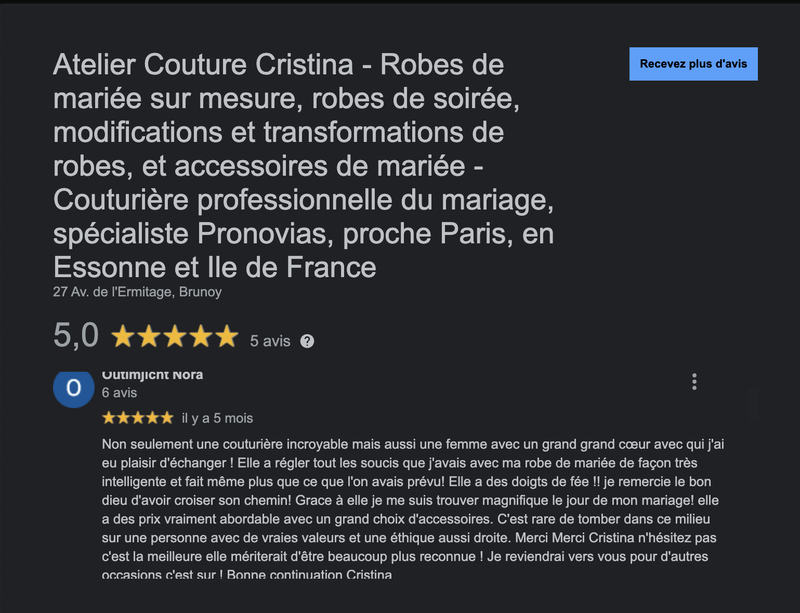 Atelier Couture Cristina - Robes de
mariée sur mesure, robes de soirée,
modifications et transformations de
robes, et accessoires de mariée -
Couturière professionnelle du mariage,
spécialiste Pronovias, proche Paris, en
Essonne et Ile de France
Recevez plus d'avis
27 Av. de l'Ermitage, Brunoy
5,0 5 avis ?
O
Outimjicht Nora
6 avis
il y a 5 mois
Non seulement une couturière incroyable mais aussi une femme avec un grand grand cœur avec qui j'ai
eu plaisir d'échanger ! Elle a régler tout les soucis que j'avais avec ma robe de mariée de façon très
intelligente et fait même plus que ce que l'on avais prévu! Elle a des doigts de fée !! je remercie le bon
dieu d'avoir croiser son chemin! Grace à elle je me suis trouver magnifique le jour de mon mariage! elle
a des prix vraiment abordable avec un grand choix d'accessoires. C'est rare de tomber dans ce milieu
sur une personne avec de vraies valeurs et une éthique aussi droite. Merci Merci Cristina n'hésitez pas
c'est la meilleure elle mériterait d'être beaucoup plus reconnue ! Je reviendrai vers vous pour d'autres
occasions c'est sur ! Bonne continuation Cristina